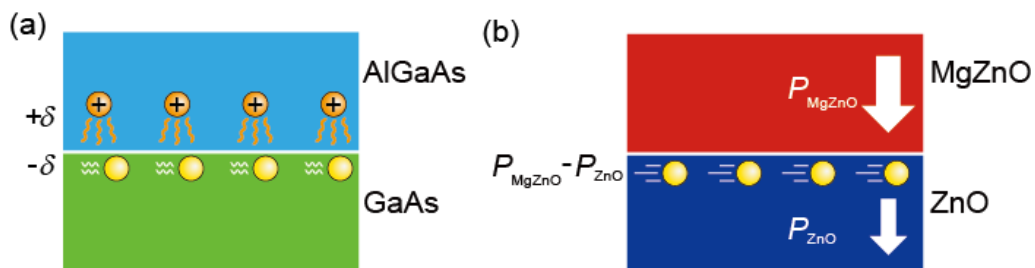 (a)
AlGaAs
+δ
+ + + +
-δ
GaAs
(b)
MgZnO
P_MgZnO
P_MgZnO-P_ZnO
ZnO
P_ZnO